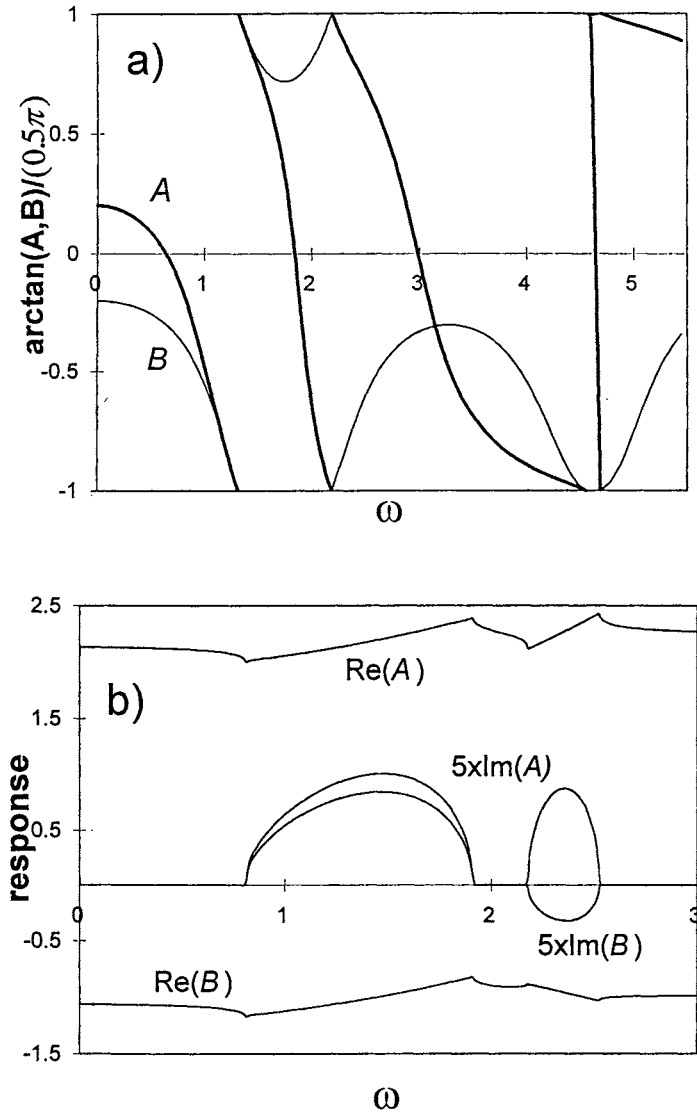 a)
arctan(A,B)/(0.5π)
1
0.5
0
-0.5
-1
A
B
0 1 2 3 4 5
ω
b)
response
2.5
1.5
0.5
-0.5
-1.5
Re(A)
5xIm(A)
0 1 2 3
5xIm(B)
Re(B)
ω